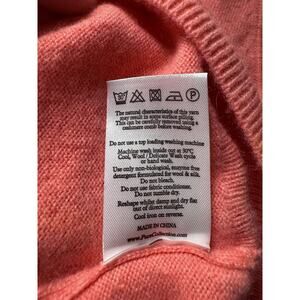 P
The natural characteristics of this yarn
may result in some surface pilling.
This can be carefully removed using a
cashmere comb before washing.
Do not use a top loading washing machine
Machine wash inside out at 30°C
Cool, Wool / Delicate Wash cycle
or hand wash.
Use only non-biological, enzyme free
detergent formulated for wool & silk.
Do not bleach.
Do not use fabric conditioner.
Do not tumble dry.
Reshape whilst damp and dry flat
out of direct sunlight.
Cool iron on reverse.
MADE IN CHINA
www.PureCollection.com